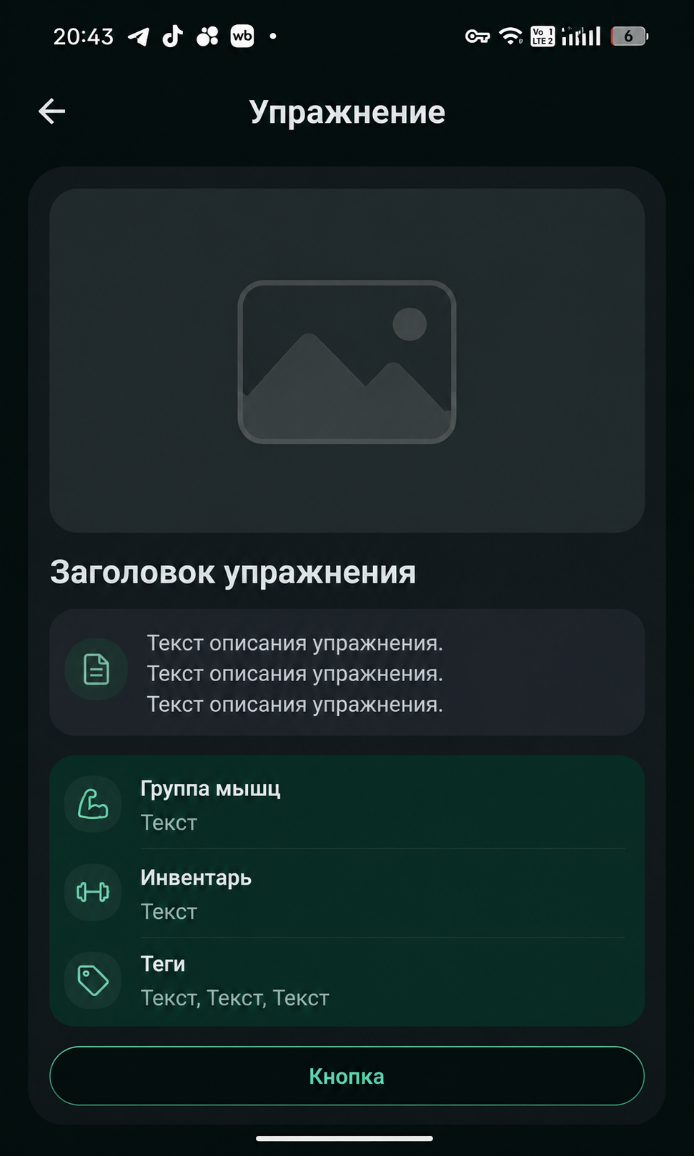 20:43
wb
Vo 1
LTE 2
6
Упражнение
Заголовок упражнения
Текст описания упражнения.
Текст описания упражнения.
Текст описания упражнения.
Группа мышц
Текст
Инвентарь
Текст
Теги
Текст, Текст, Текст
Кнопка